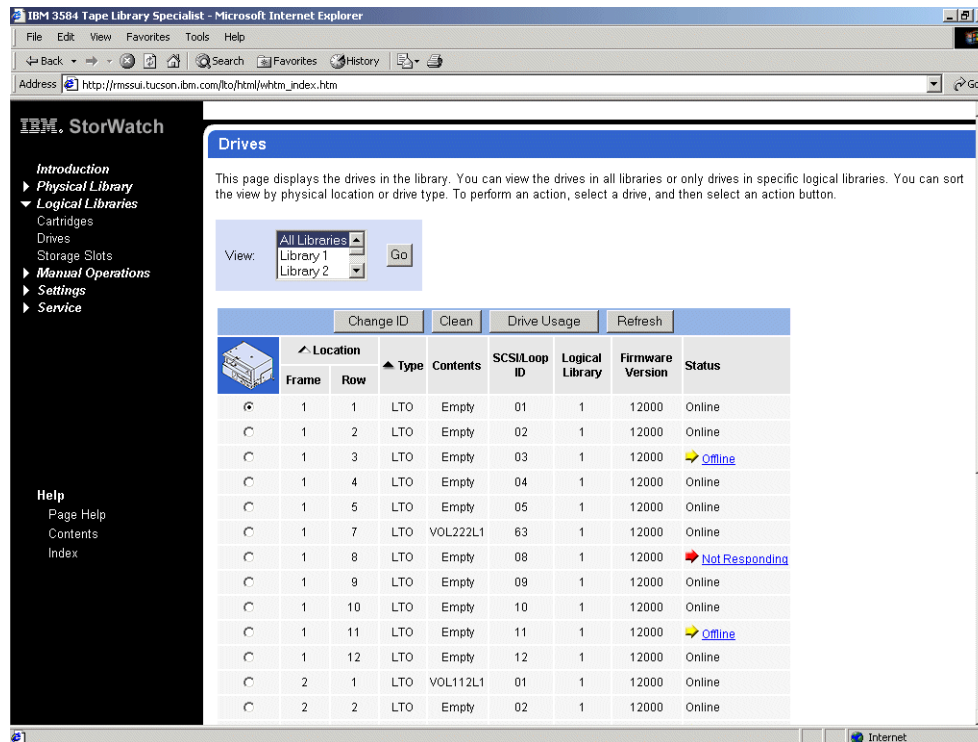 IBM 3584 Tape Library Specialist - Microsoft Internet Explorer
File Edit View Favorites Tools Help
Back Search Favorites History
Address http://rmssui.tucson.ibm.com/lto/html/whtm_index.htm
IBM. StorWatch
Introduction
Physical Library
Logical Libraries
Cartridges
Drives
Storage Slots
Manual Operations
Settings
Service
Help
Page Help
Contents
Index
Drives
This page displays the drives in the library. You can view the drives in all libraries or only drives in specific logical libraries. You can sort
the view by physical location or drive type. To perform an action, select a drive, and then select an action button.
View: All Libraries Go
Library 1
Library 2
Change ID Clean Drive Usage Refresh
Location Type Contents SCSI/Loop ID Logical Library Firmware Version Status
Frame Row
1 1 LTO Empty 01 1 12000 Online
1 2 LTO Empty 02 1 12000 Online
1 3 LTO Empty 03 1 12000 Offline
1 4 LTO Empty 04 1 12000 Online
1 5 LTO Empty 05 1 12000 Online
1 7 LTO VOL222L1 63 1 12000 Online
1 8 LTO Empty 08 1 12000 Not Responding
1 9 LTO Empty 09 1 12000 Online
1 10 LTO Empty 10 1 12000 Online
1 11 LTO Empty 11 1 12000 Offline
1 12 LTO Empty 12 1 12000 Online
2 1 LTO VOL112L1 01 1 12000 Online
2 2 LTO Empty 02 1 12000 Online
Internet